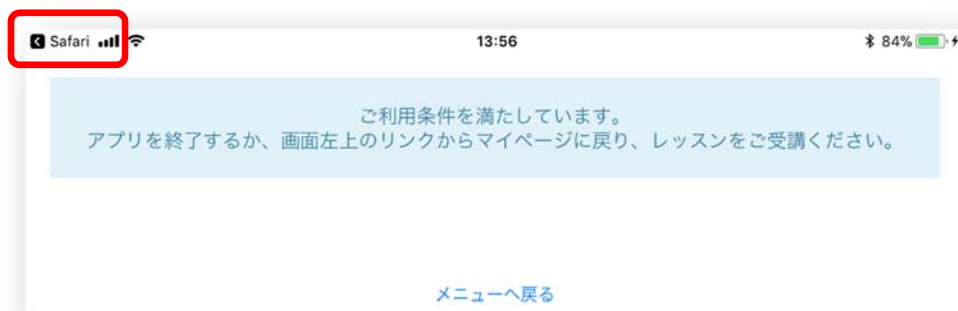 Safari 13:56 84%
ご利用条件を満たしています。
アプリを終了するか、画面左上のリンクからマイページに戻り、レッスンをご受講ください。
メニューへ戻る